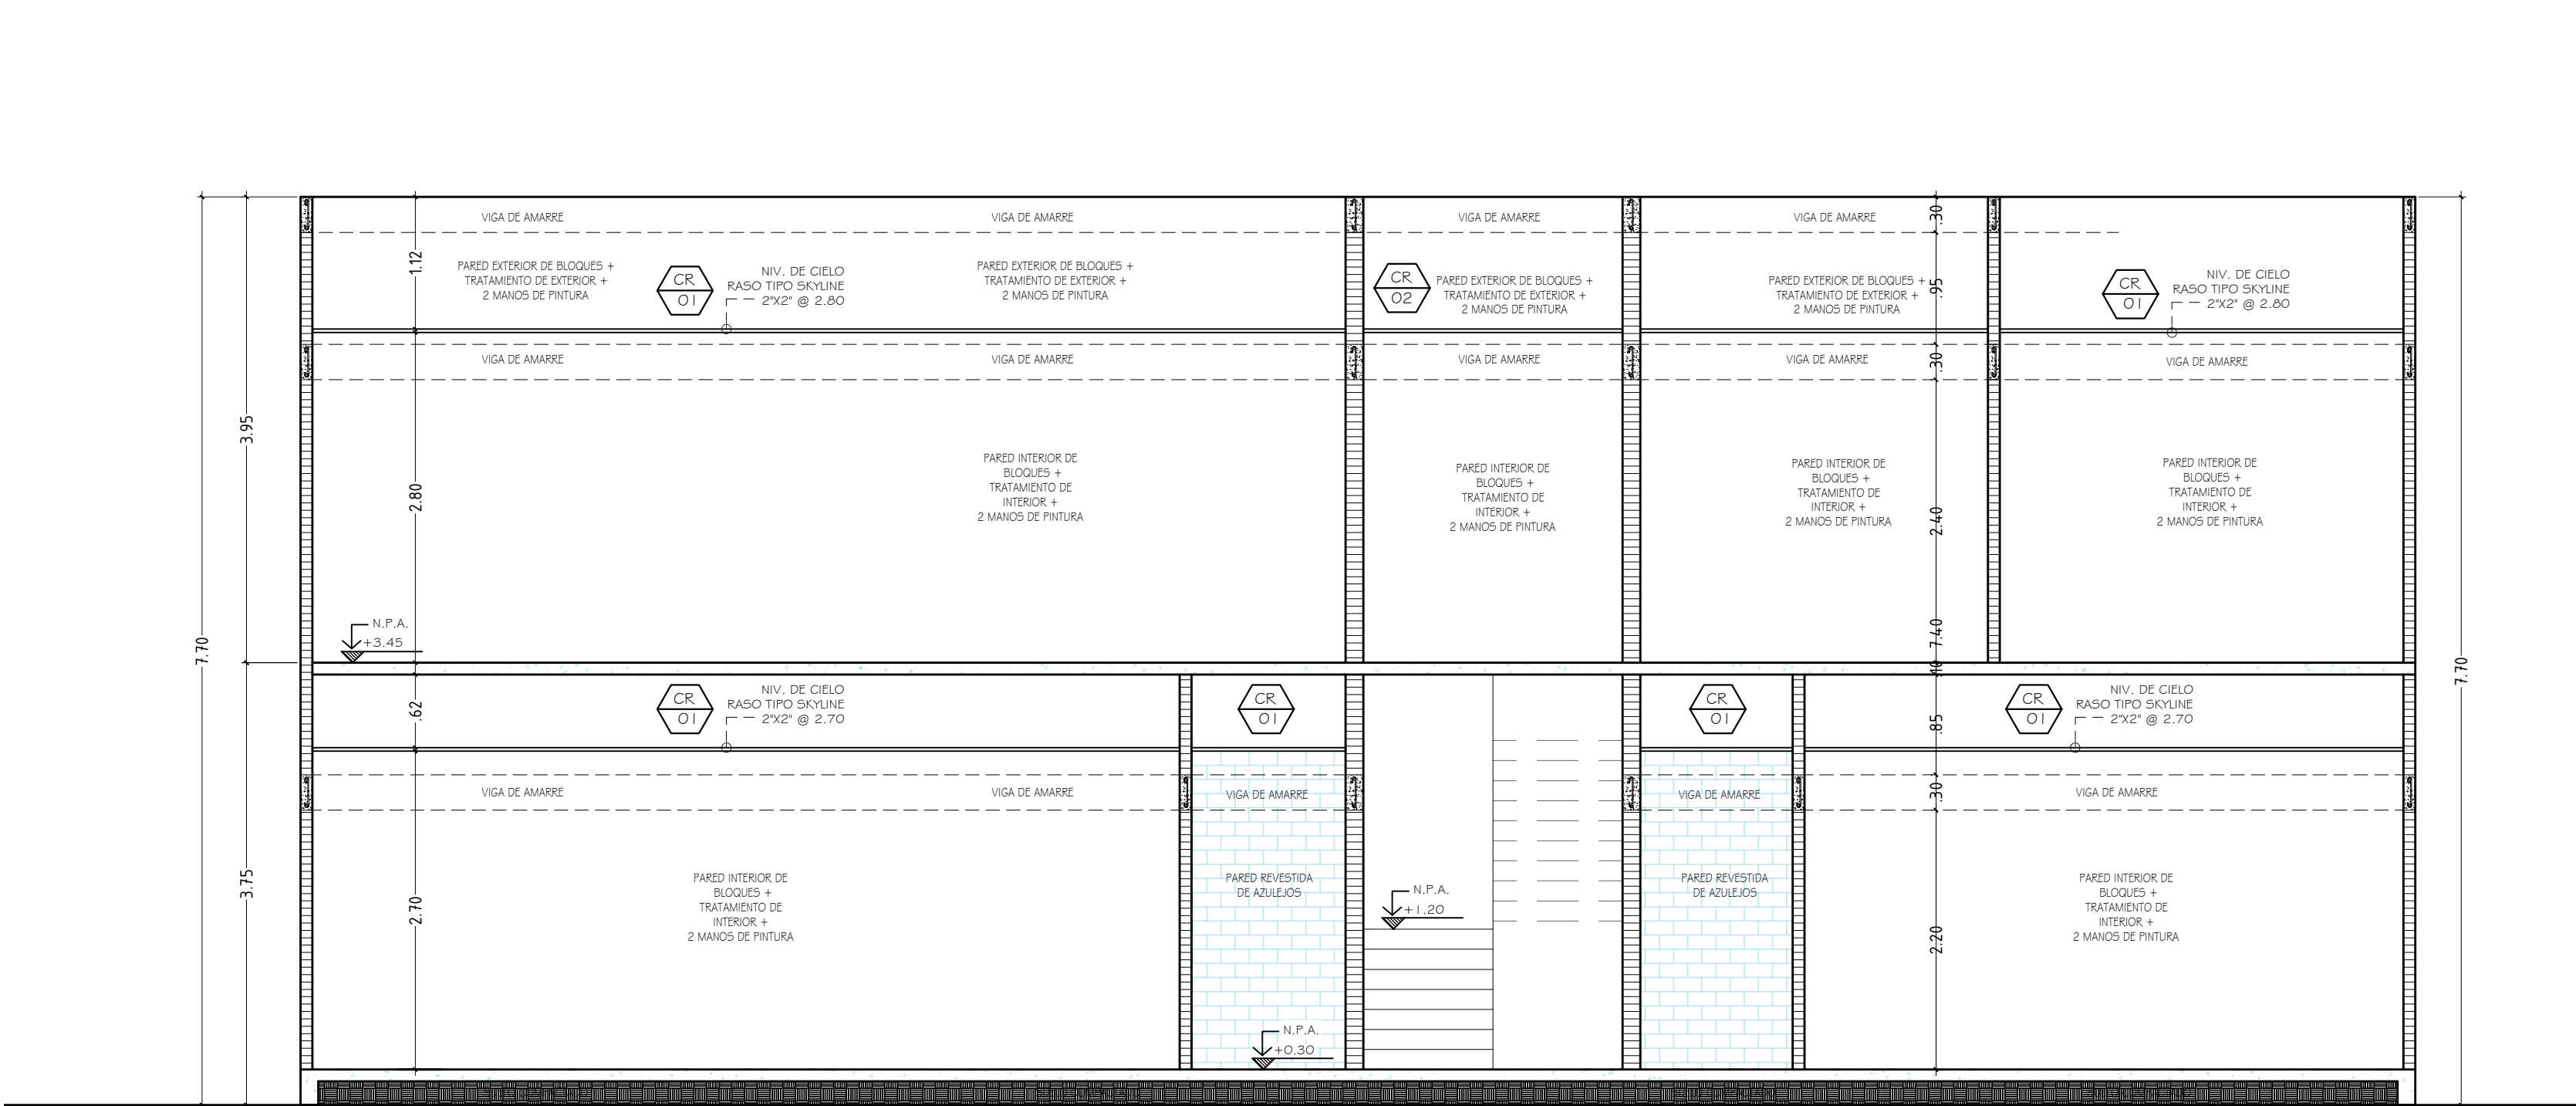 VIGA DE AMARRE
VIGA DE AMARRE
VIGA DE AMARRE
VIGA DE AMARRE
.30
1.12
PARED EXTERIOR DE BLOQUES +
TRATAMIENTO DE EXTERIOR +
2 MANOS DE PINTURA
CR
01
NIV. DE CIELO
RASO TIPO SKYLINE
2"X2" @ 2.80
PARED EXTERIOR DE BLOQUES +
TRATAMIENTO DE EXTERIOR +
2 MANOS DE PINTURA
CR
02
PARED EXTERIOR DE BLOQUES +
TRATAMIENTO DE EXTERIOR +
2 MANOS DE PINTURA
PARED EXTERIOR DE BLOQUES +
TRATAMIENTO DE EXTERIOR +
2 MANOS DE PINTURA
.95
CR
01
NIV. DE CIELO
RASO TIPO SKYLINE
2"X2" @ 2.80
VIGA DE AMARRE
VIGA DE AMARRE
VIGA DE AMARRE
VIGA DE AMARRE
.30
VIGA DE AMARRE
3.95
2.80
PARED INTERIOR DE
BLOQUES +
TRATAMIENTO DE
INTERIOR +
2 MANOS DE PINTURA
PARED INTERIOR DE
BLOQUES +
TRATAMIENTO DE
INTERIOR +
2 MANOS DE PINTURA
PARED INTERIOR DE
BLOQUES +
TRATAMIENTO DE
INTERIOR +
2 MANOS DE PINTURA
2.40
PARED INTERIOR DE
BLOQUES +
TRATAMIENTO DE
INTERIOR +
2 MANOS DE PINTURA
N.P.A.
+3.45
7.70
7.40
.10
7.70
.62
CR
01
NIV. DE CIELO
RASO TIPO SKYLINE
2"X2" @ 2.70
CR
01
CR
01
.85
CR
01
NIV. DE CIELO
RASO TIPO SKYLINE
2"X2" @ 2.70
VIGA DE AMARRE
VIGA DE AMARRE
VIGA DE AMARRE
VIGA DE AMARRE
.30
VIGA DE AMARRE
3.75
2.70
PARED INTERIOR DE
BLOQUES +
TRATAMIENTO DE
INTERIOR +
2 MANOS DE PINTURA
PARED REVESTIDA
DE AZULEJOS
N.P.A.
+1.20
PARED REVESTIDA
DE AZULEJOS
2.20
PARED INTERIOR DE
BLOQUES +
TRATAMIENTO DE
INTERIOR +
2 MANOS DE PINTURA
N.P.A.
+0.30